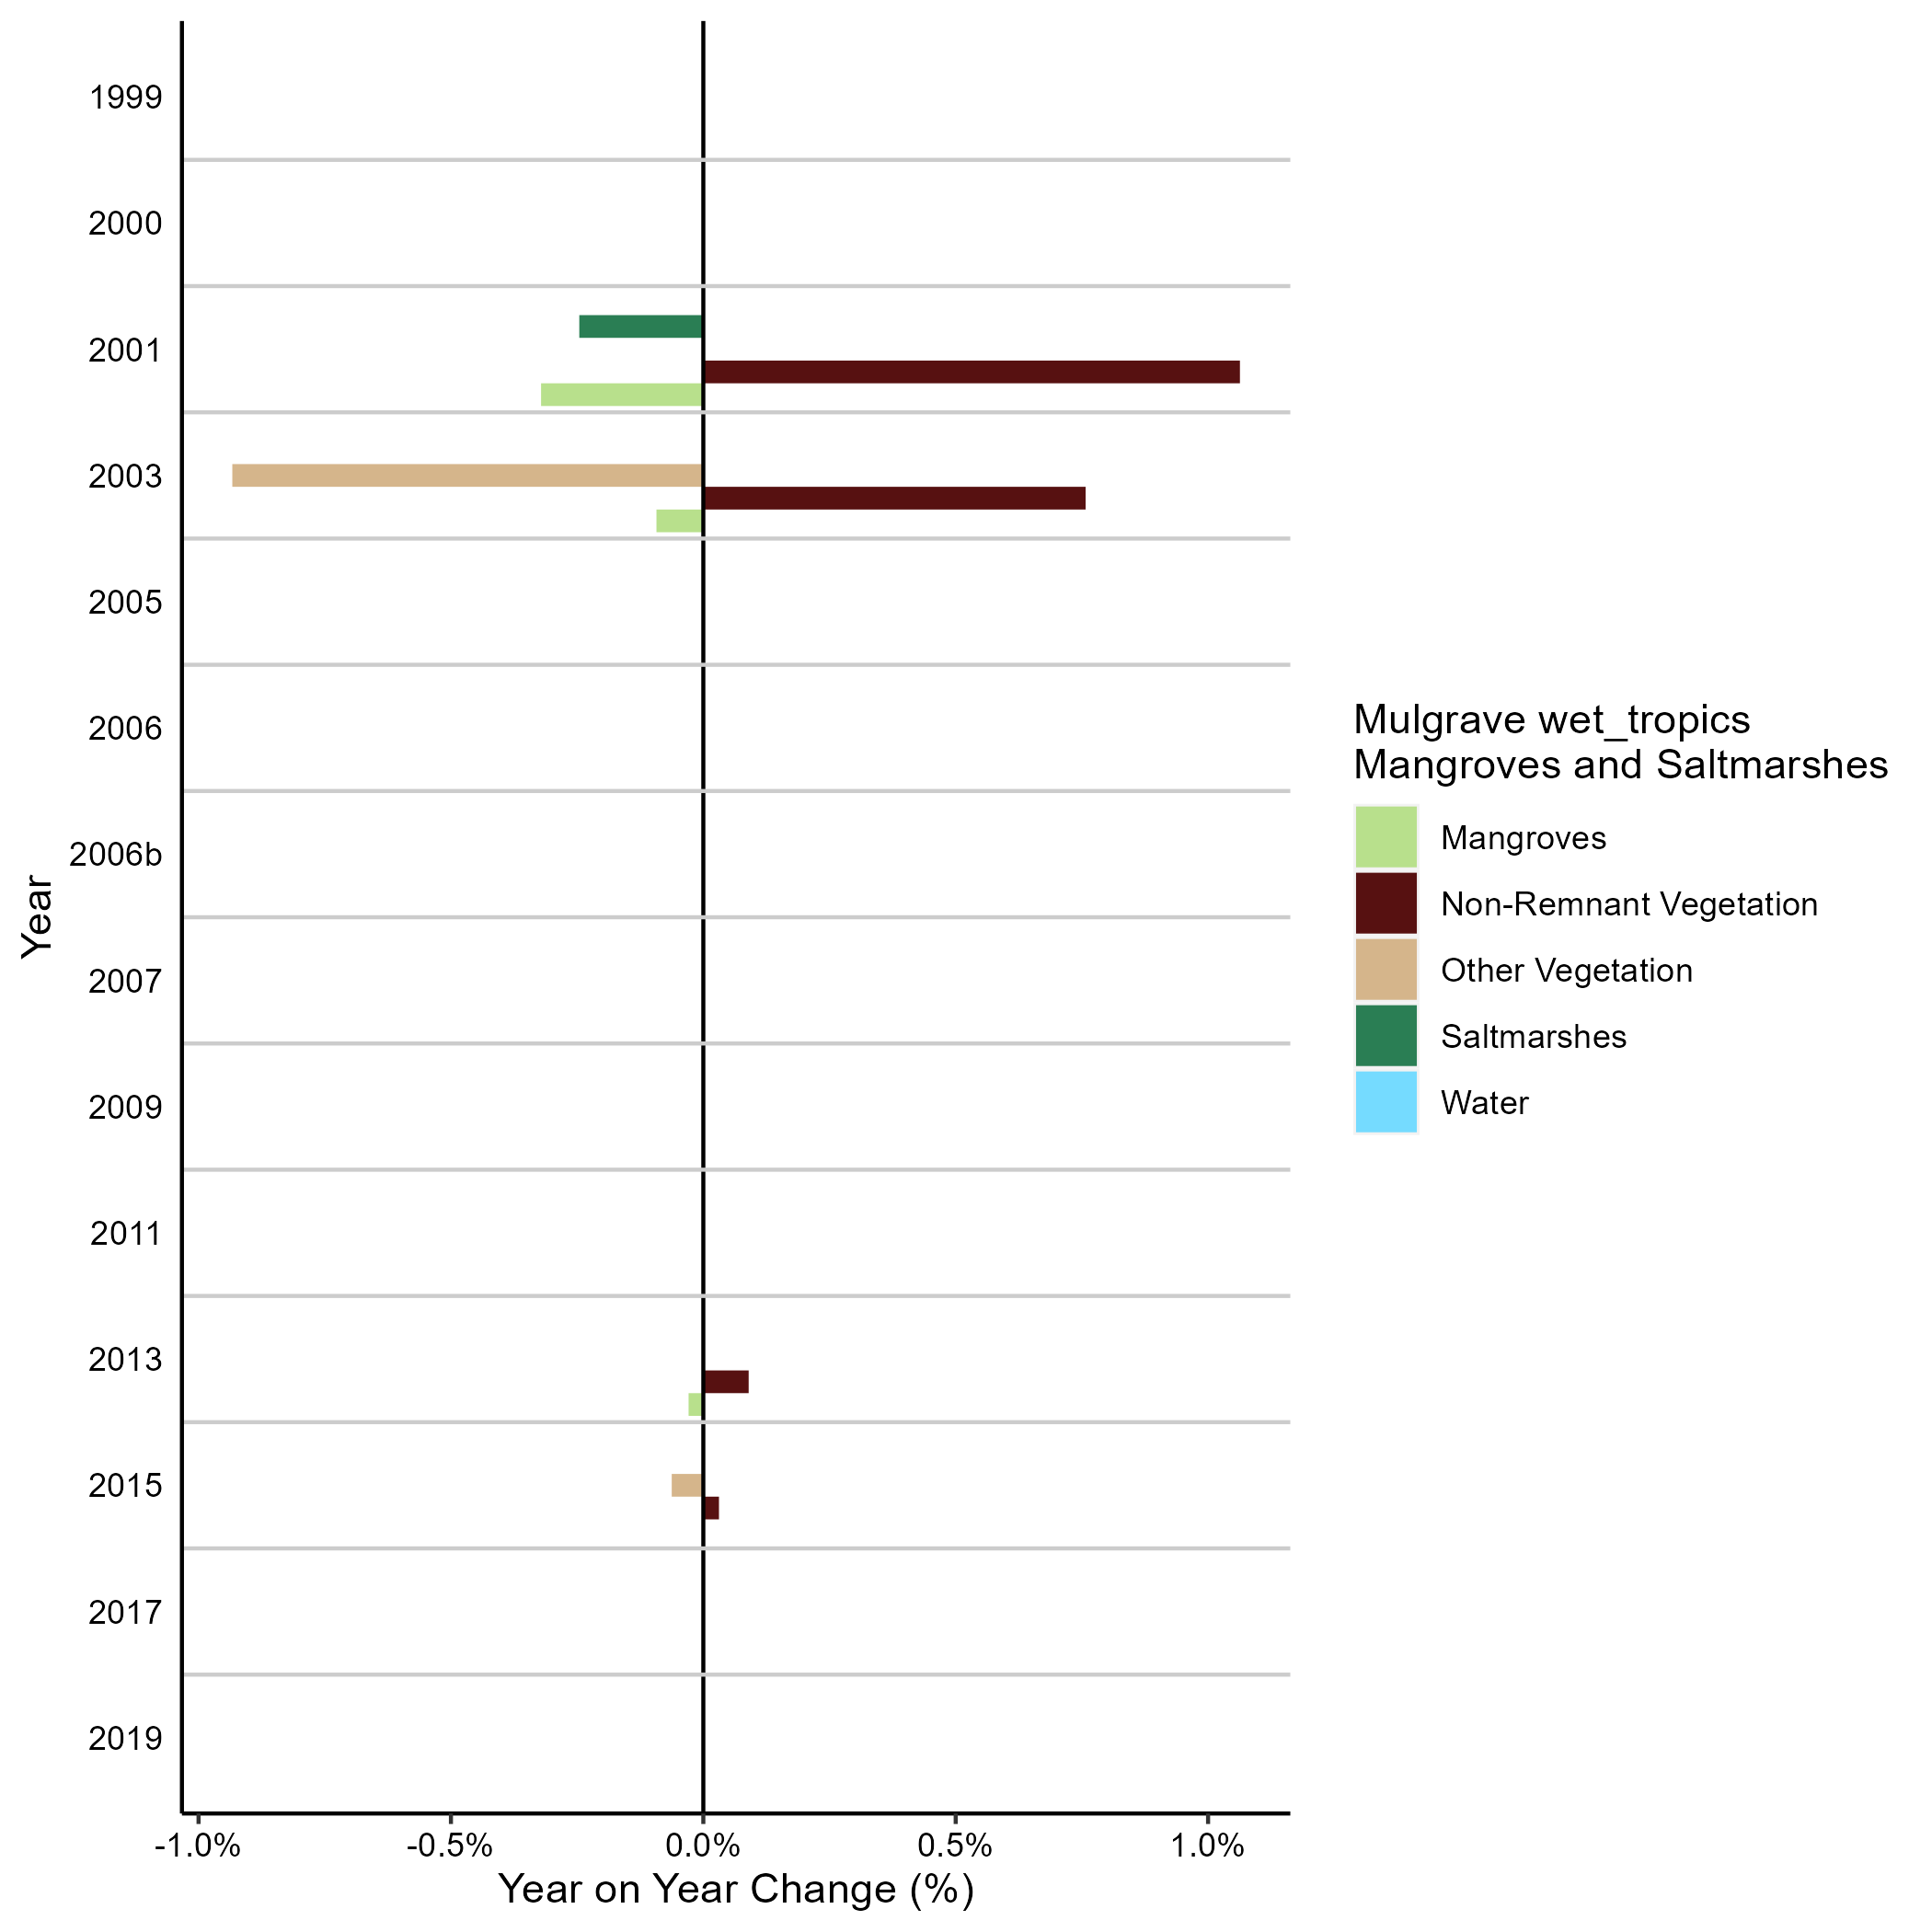 1999
2000
2001
2003
2005
2006
2006b
2007
2009
2011
2013
2015
2017
2019
Year
-1.0%
-0.5%
0.0%
0.5%
1.0%
Year on Year Change (%)
Mulgrave wet_tropics
Mangroves and Saltmarshes
Mangroves
Non-Remnant Vegetation
Other Vegetation
Saltmarshes
Water